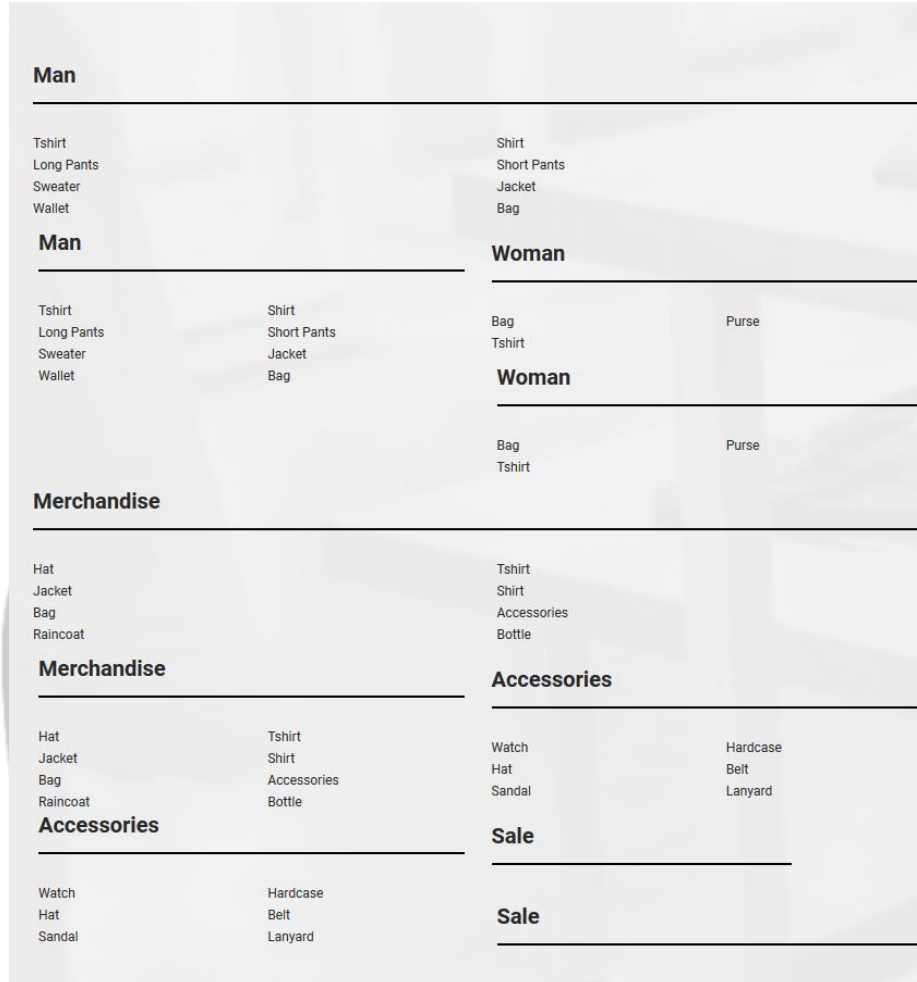 Man
Tshirt Shirt
Long Pants Short Pants
Sweater Jacket
Wallet Bag
Man
Tshirt Shirt
Long Pants Short Pants
Sweater Jacket
Wallet Bag
Woman
Bag Purse
Tshirt
Woman
Bag Purse
Tshirt
Merchandise
Hat Tshirt
Jacket Shirt
Bag Accessories
Raincoat Bottle
Merchandise
Hat Tshirt
Jacket Shirt
Bag Accessories
Raincoat Bottle
Accessories
Watch Hardcase
Hat Belt
Sandal Lanyard
Accessories
Watch Hardcase
Hat Belt
Sandal Lanyard
Sale
Sale